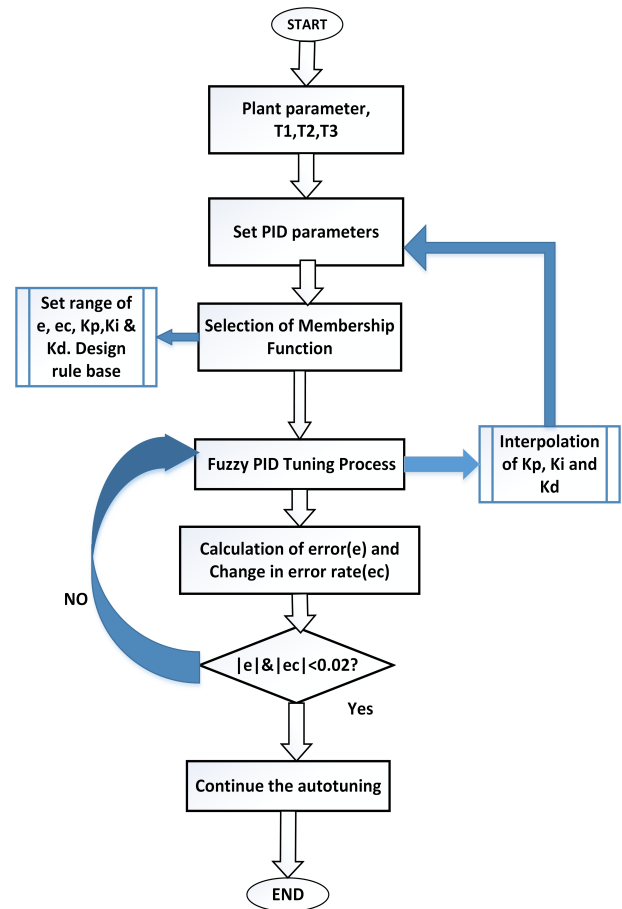 START
Plant parameter,
T1,T2,T3
Set PID parameters
Set range of
e, ec, Kp,Ki &
Kd. Design
rule base
Selection of Membership
Function
Fuzzy PID Tuning Process
Interpolation
of Kp, Ki and
Kd
Calculation of error(e) and
Change in error rate(ec)
NO
|e|&|ec|<0.02?
Yes
Continue the autotuning
END